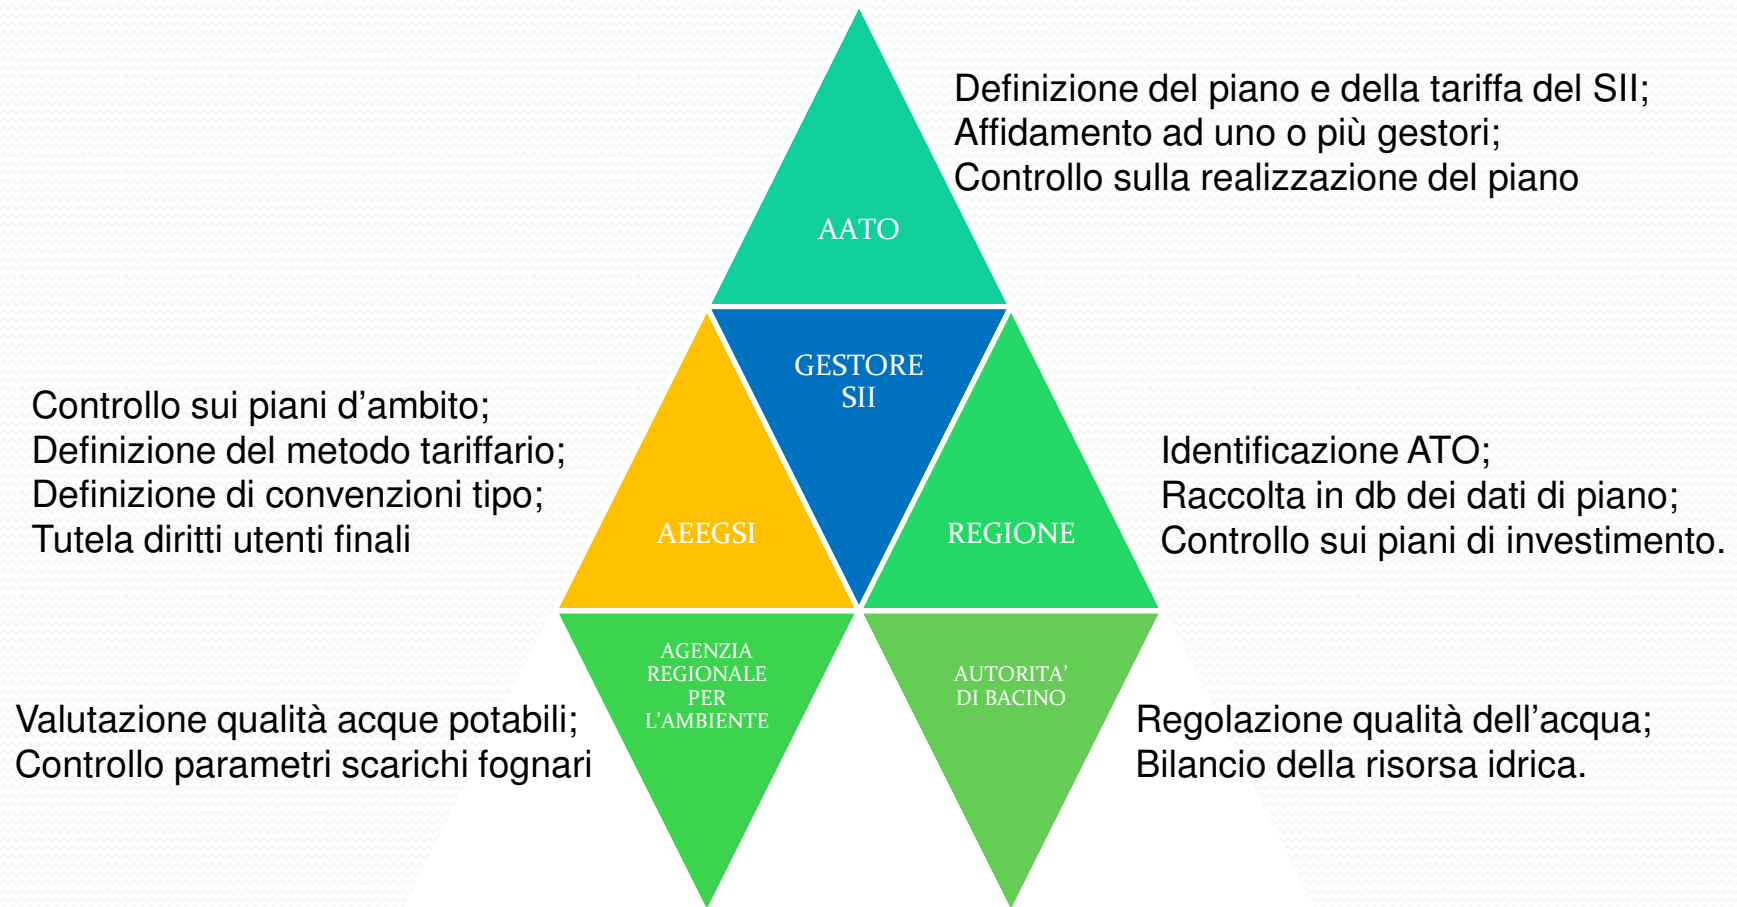 Definizione del piano e della tariffa del SII;
Affidamento ad uno o più gestori;
Controllo sulla realizzazione del piano
AATO
GESTORE
SII
Controllo sui piani d’ambito;
Definizione del metodo tariffario;
Definizione di convenzioni tipo;
Tutela diritti utenti finali
AEEGSI
REGIONE
Identificazione ATO;
Raccolta in db dei dati di piano;
Controllo sui piani di investimento.
AGENZIA
REGIONALE
PER
L’AMBIENTE
AUTORITA’
DI BACINO
Valutazione qualità acque potabili;
Controllo parametri scarichi fognari
Regolazione qualità dell’acqua;
Bilancio della risorsa idrica.